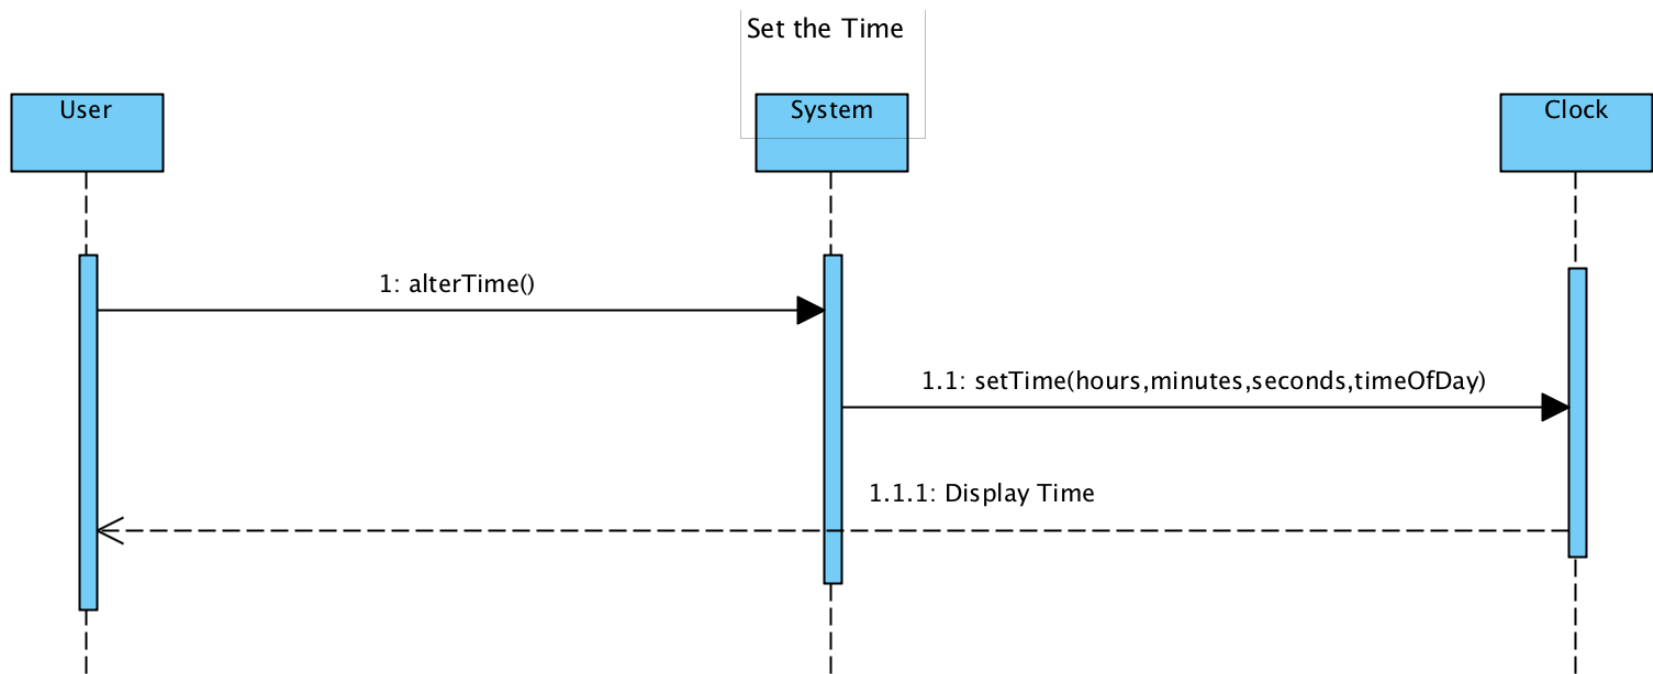 Set the Time
User
System
Clock
1: alterTime()
1.1: setTime(hours,minutes,seconds,timeOfDay)
1.1.1: Display Time